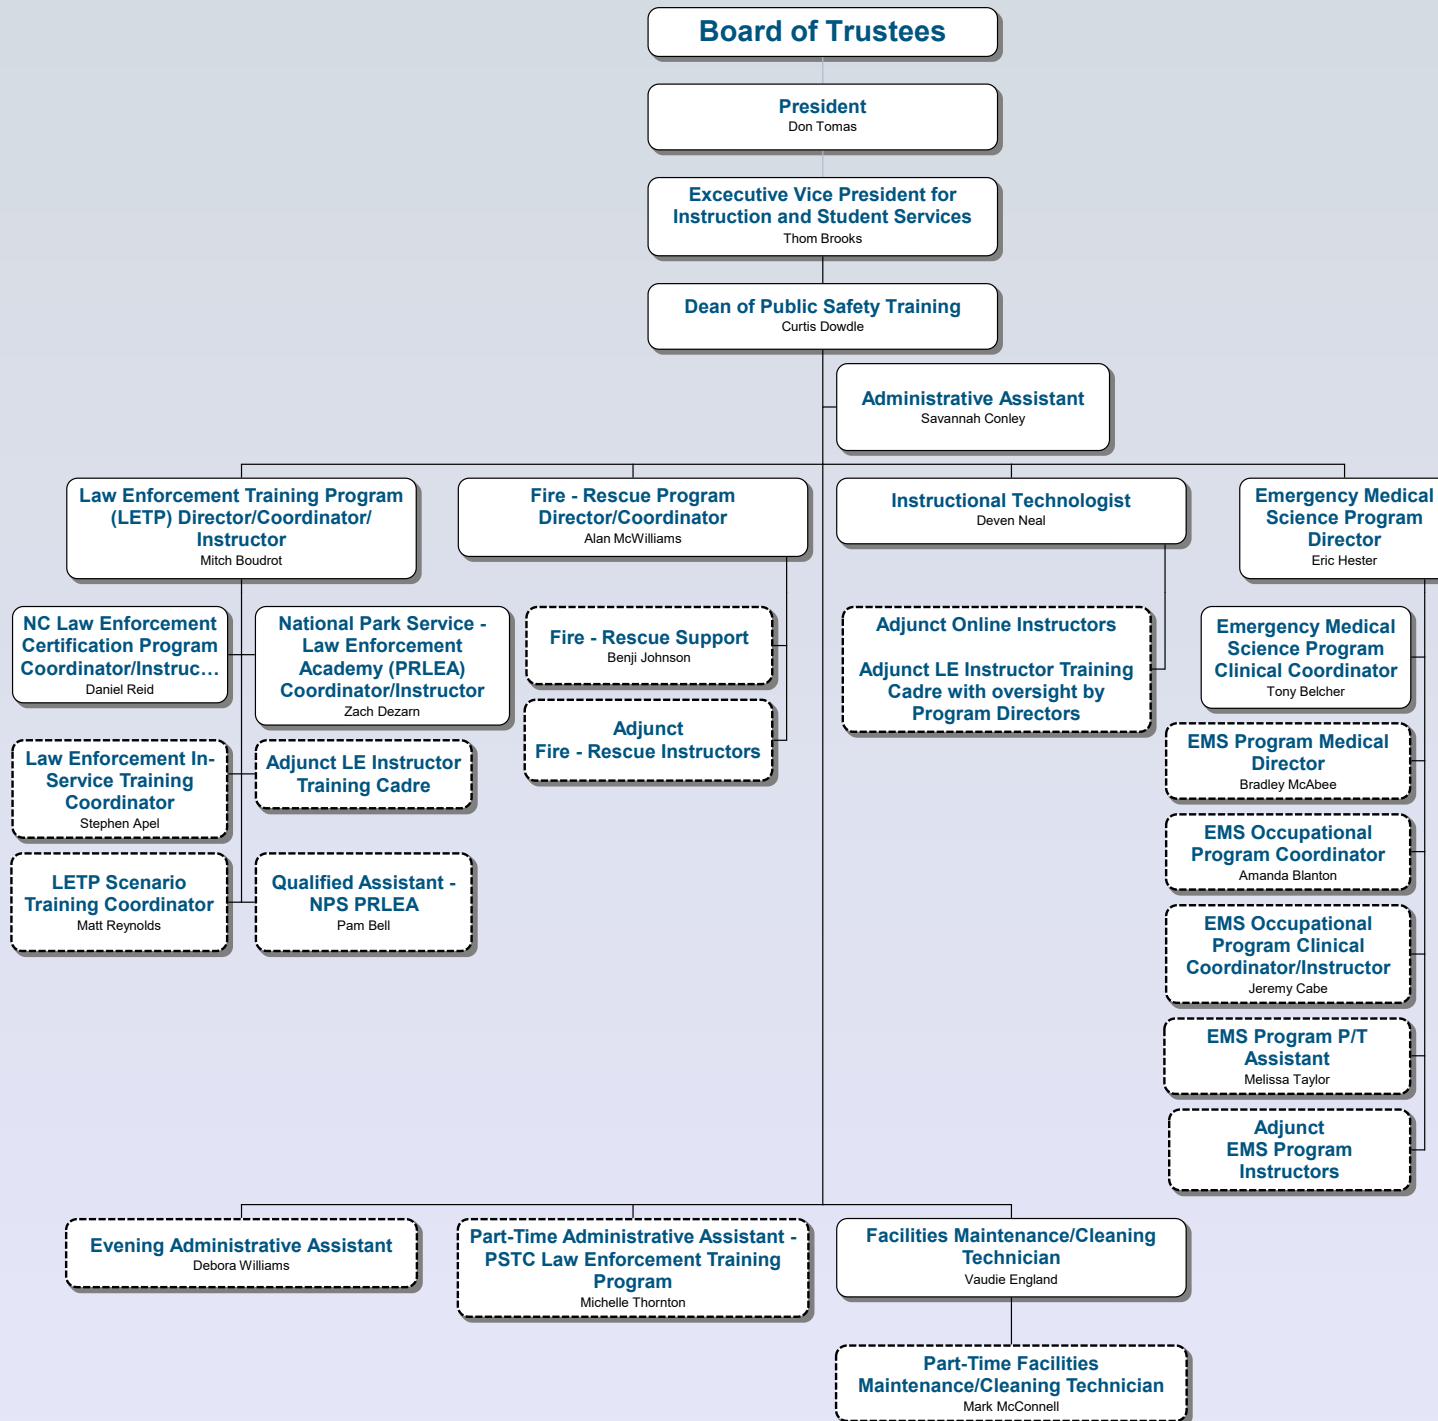 Board of Trustees
President
Don Tomas
Excecutive Vice President for
Instruction and Student Services
Thom Brooks
Dean of Public Safety Training
Curtis Dowdle
Administrative Assistant
Savannah Conley
Law Enforcement Training Program
(LETP) Director/Coordinator/
Instructor
Mitch Boudrot
Fire - Rescue Program
Director/Coordinator
Alan McWilliams
Instructional Technologist
Deven Neal
Emergency Medical
Science Program
Director
Eric Hester
NC Law Enforcement
Certification Program
Coordinator/Instruc...
Daniel Reid
National Park Service -
Law Enforcement
Academy (PRLEA)
Coordinator/Instructor
Zach Dezarn
Fire - Rescue Support
Benji Johnson
Adjunct Online Instructors
Adjunct LE Instructor Training
Cadre with oversight by
Program Directors
Emergency Medical
Science Program
Clinical Coordinator
Tony Belcher
Law Enforcement In-
Service Training
Coordinator
Stephen Apel
Adjunct LE Instructor
Training Cadre
Adjunct
Fire - Rescue Instructors
EMS Program Medical
Director
Bradley McAbee
LETP Scenario
Training Coordinator
Matt Reynolds
Qualified Assistant -
NPS PRLEA
Pam Bell
EMS Occupational
Program Coordinator
Amanda Blanton
EMS Occupational
Program Clinical
Coordinator/Instructor
Jeremy Cabe
EMS Program P/T
Assistant
Melissa Taylor
Adjunct
EMS Program
Instructors
Evening Administrative Assistant
Debora Williams
Part-Time Administrative Assistant -
PSTC Law Enforcement Training
Program
Michelle Thornton
Facilities Maintenance/Cleaning
Technician
Vaudie England
Part-Time Facilities
Maintenance/Cleaning Technician
Mark McConnell